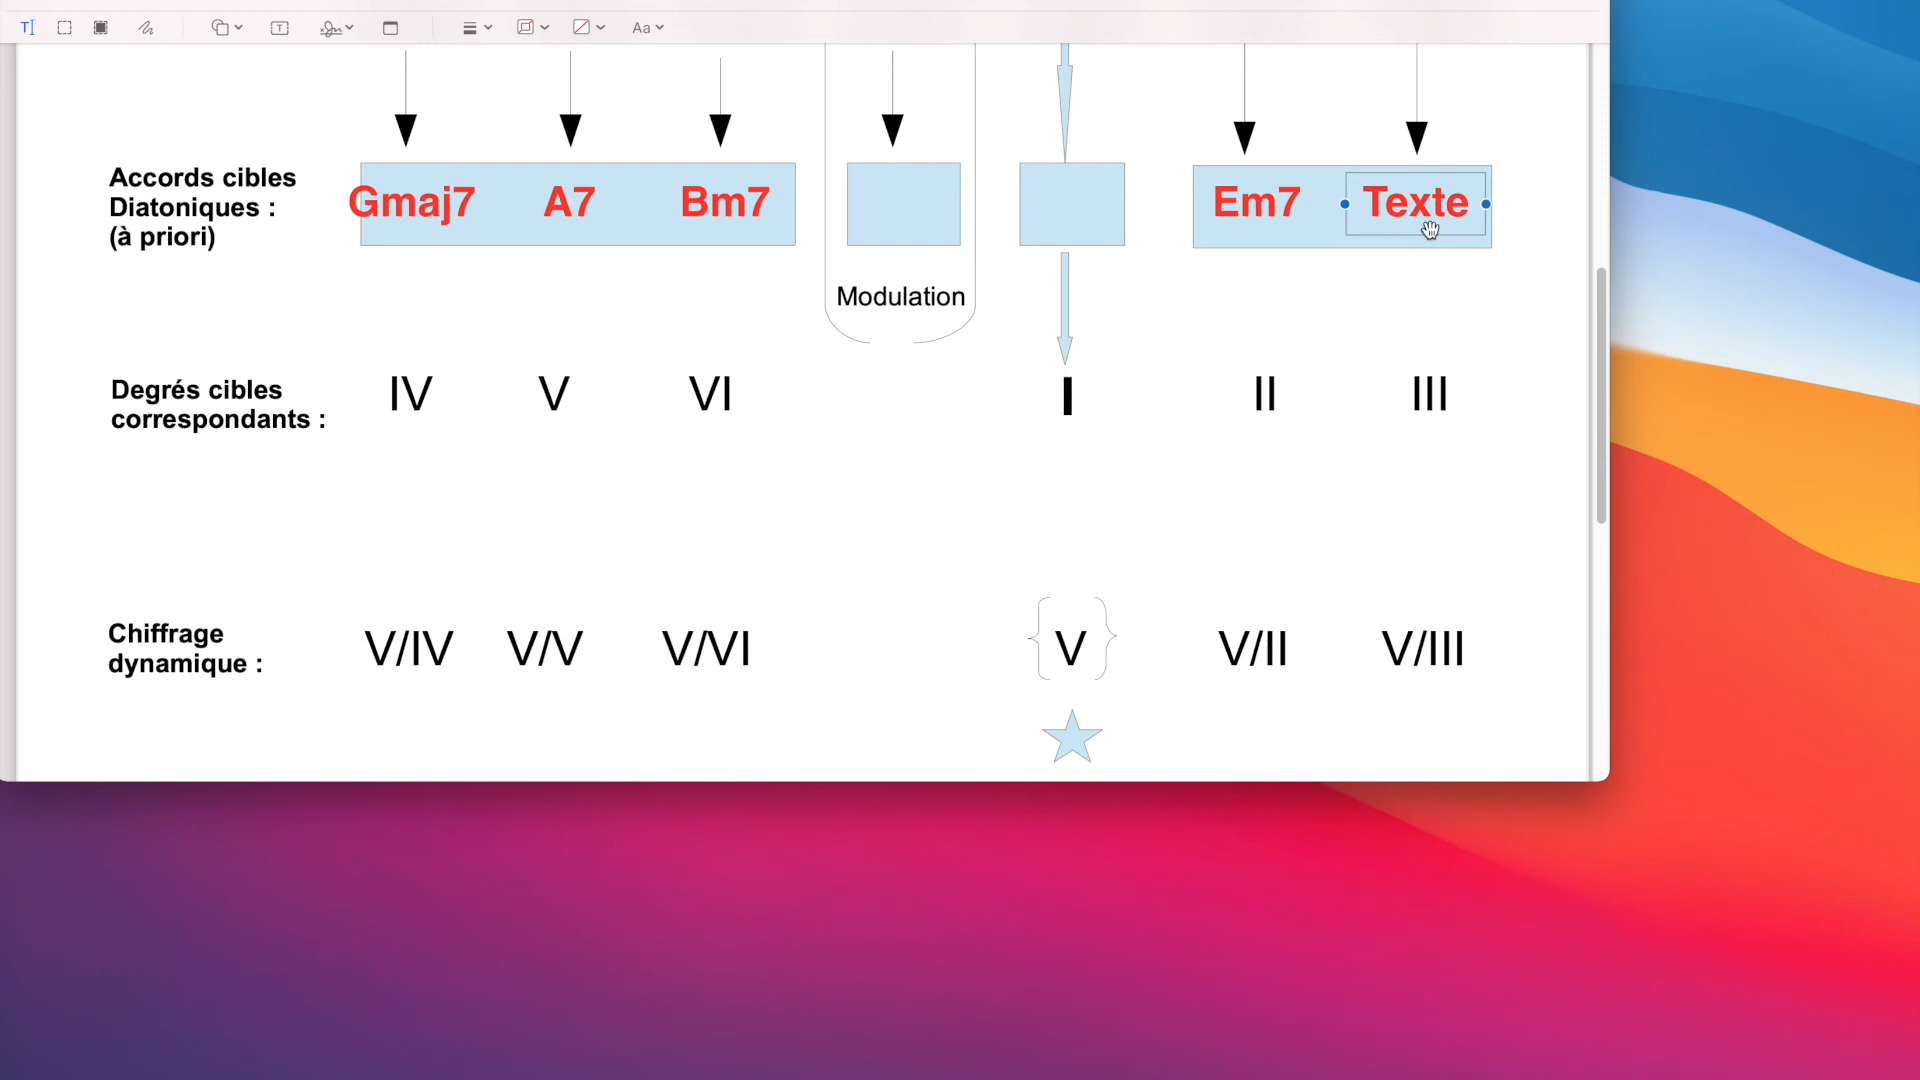 Aa
Accords cibles
Diatoniques :
(à priori)
Gmaj7 A7 Bm7 Em7 Texte
Modulation
Degrés cibles
correspondants :
IV V VI I II III
Chiffrage
dynamique :
V/IV V/V V/VI { V } V/II V/III